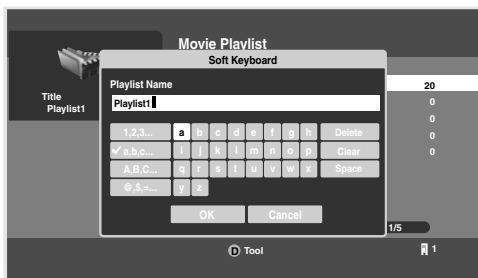 Movie Playlist
Soft Keyboard
Playlist Name
Playlist1
Title
Playlist1
20
0
0
0
0
1,2,3... a b c d e f g h Delete
a,b,c... i j k l m n o p Clear
A,B,C... q r s t u v w x Space
@,$,=... y z
OK Cancel
1/5
D Tool
1